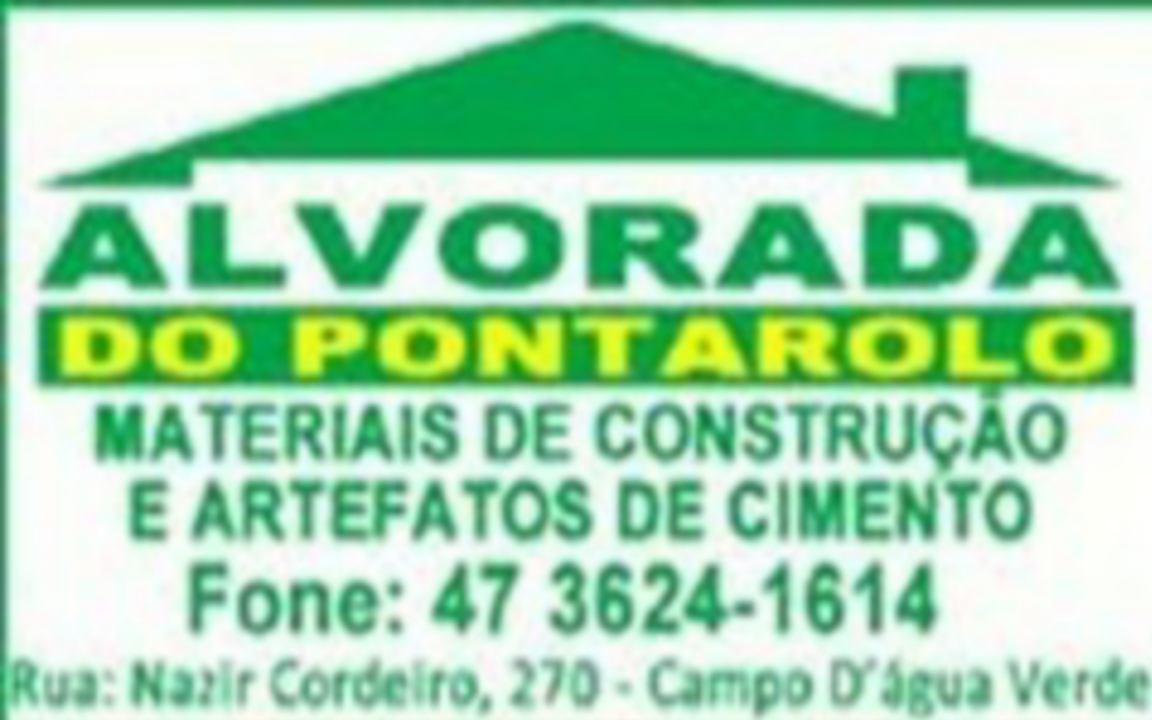 ALVORADA
DO PONTAROLO
MATERIAIS DE CONSTRUÇÃO
E ARTEFATOS DE CIMENTO
Fone: 47 3624-1614
Rua: Nazir Cordeiro, 270 - Campo D'água Verde